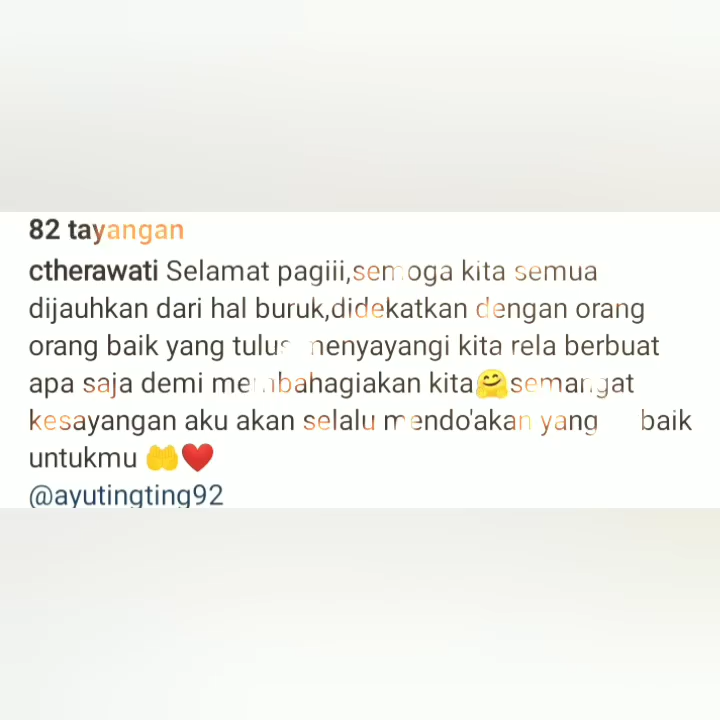 82 tayangan
ctherawati Selamat pagiii,semoga kita semua
dijauhkan dari hal buruk,didekatkan dengan orang
orang baik yang tulus menyayangi kita rela berbuat
apa saja demi membahagiakan kita🤗semangat
kesayangan aku akan selalu mendo'akan yang baik
untukmu 🤲❤️
@ayutingting92